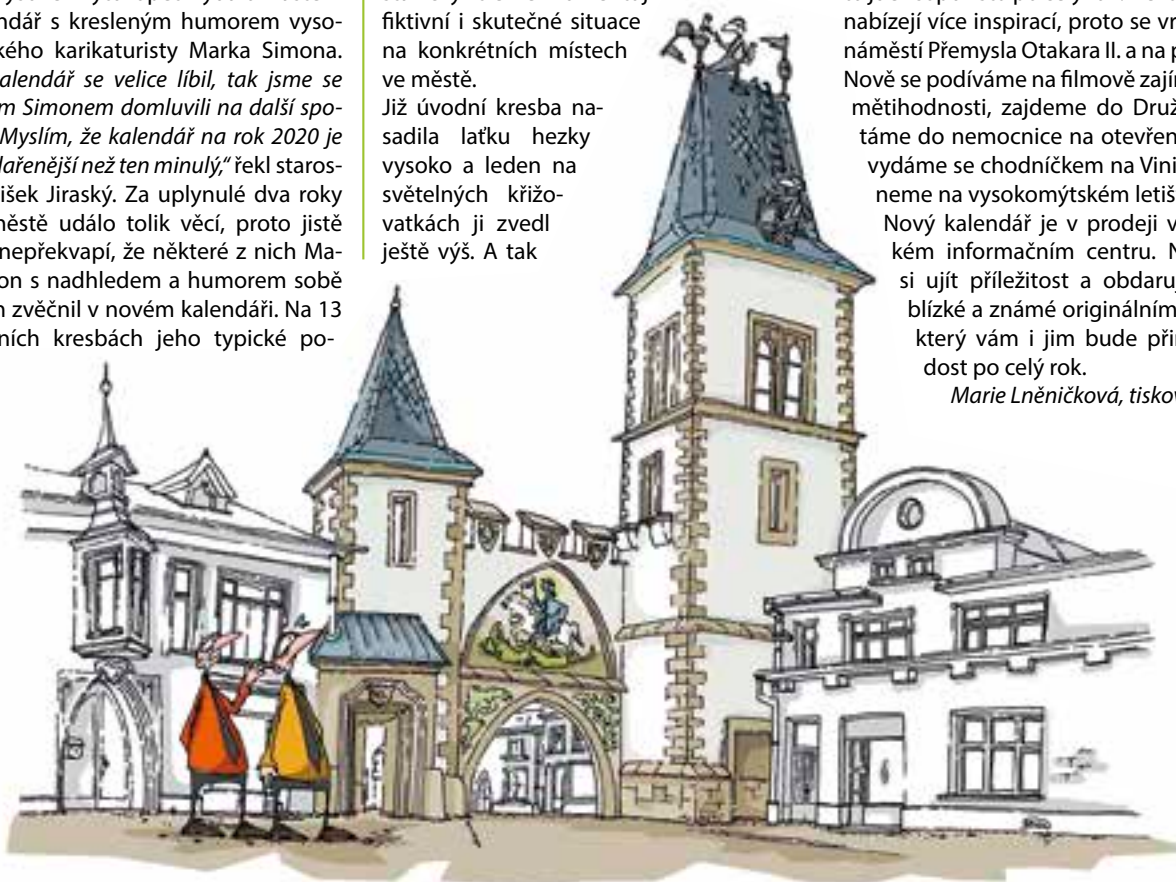 ndář s kresleným humorem vyso-
kého karikaturisty Marka Simona.
alendář se velice líbil, tak jsme se
m Simonem domluvili na další spo-
Myslím, že kalendář na rok 2020 je
dařenější než ten minulý,“ řekl staros-
išek Jiraský. Za uplynulé dva roky
městě událo tolik věcí, proto jistě
nepřekvapí, že některé z nich Ma-
on s nadhledem a humorem sobě
zvěčnil v novém kalendáři. Na 13
ních kresbách jeho typické po-
fiktivní i skutečné situace
na konkrétních místech
ve městě.
Již úvodní kresba na-
sadila laťku hezky
vysoko a leden na
světelných křižo-
vatkách ji zvedl
ještě výš. A tak
nabízejí více inspirací, proto se vr
náměstí Přemysla Otakara II. a na p
Nově se podíváme na filmově zají
mětihodnosti, zajdeme do Druž
táme do nemocnice na otevřen
vydáme se chodníčkem na Vini
neme na vysokomýtském letiš
Nový kalendář je v prodeji v
kém informačním centru. N
si ujít příležitost a obdaruj
blízké a známé originálním
který vám i jim bude při
dost po celý rok.
Marie Lněničková, tiskov